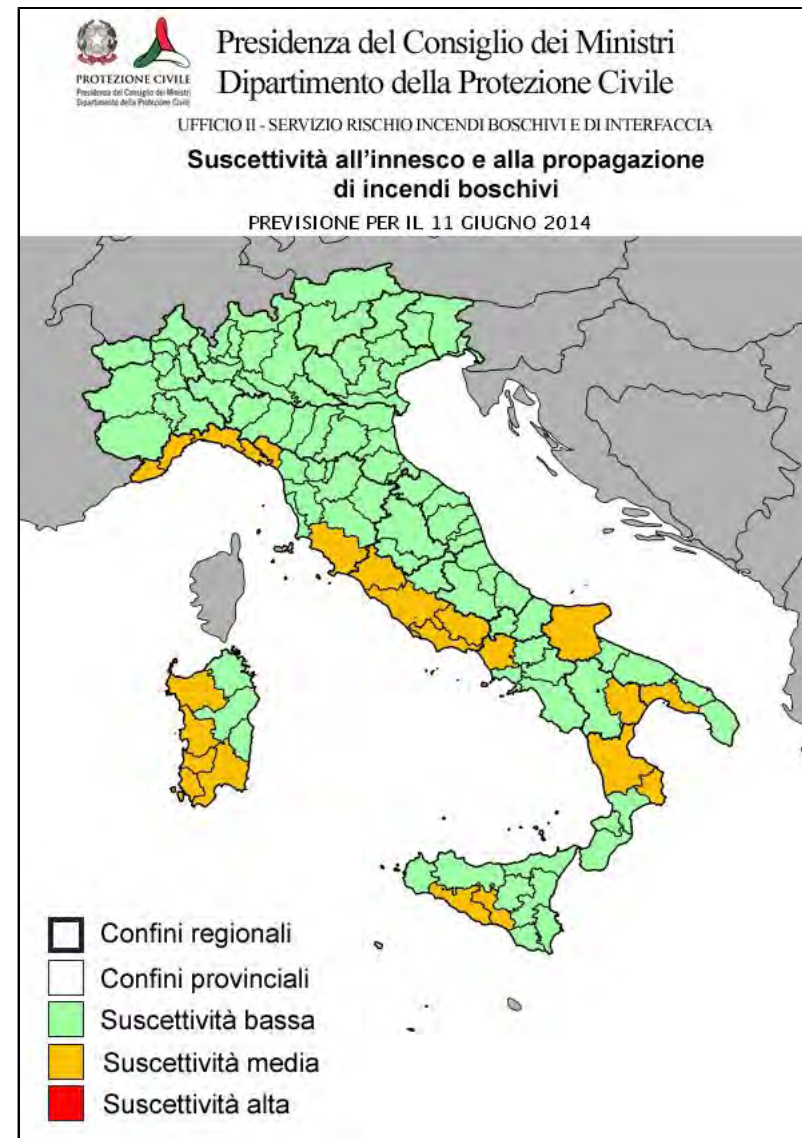 Presidenza del Consiglio dei Ministri
Dipartimento della Protezione Civile
PROTEZIONE CIVILE
Presidenza del Consiglio dei Ministri
Dipartimento della Protezione Civile
UFFICIO II - SERVIZIO RISCHIO INCENDI BOSCHIVI E DI INTERFACCIA
Suscettività all'innesco e alla propagazione
di incendi boschivi
PREVISIONE PER IL 11 GIUGNO 2014
Confini regionali
Confini provinciali
Suscettività bassa
Suscettività media
Suscettività alta